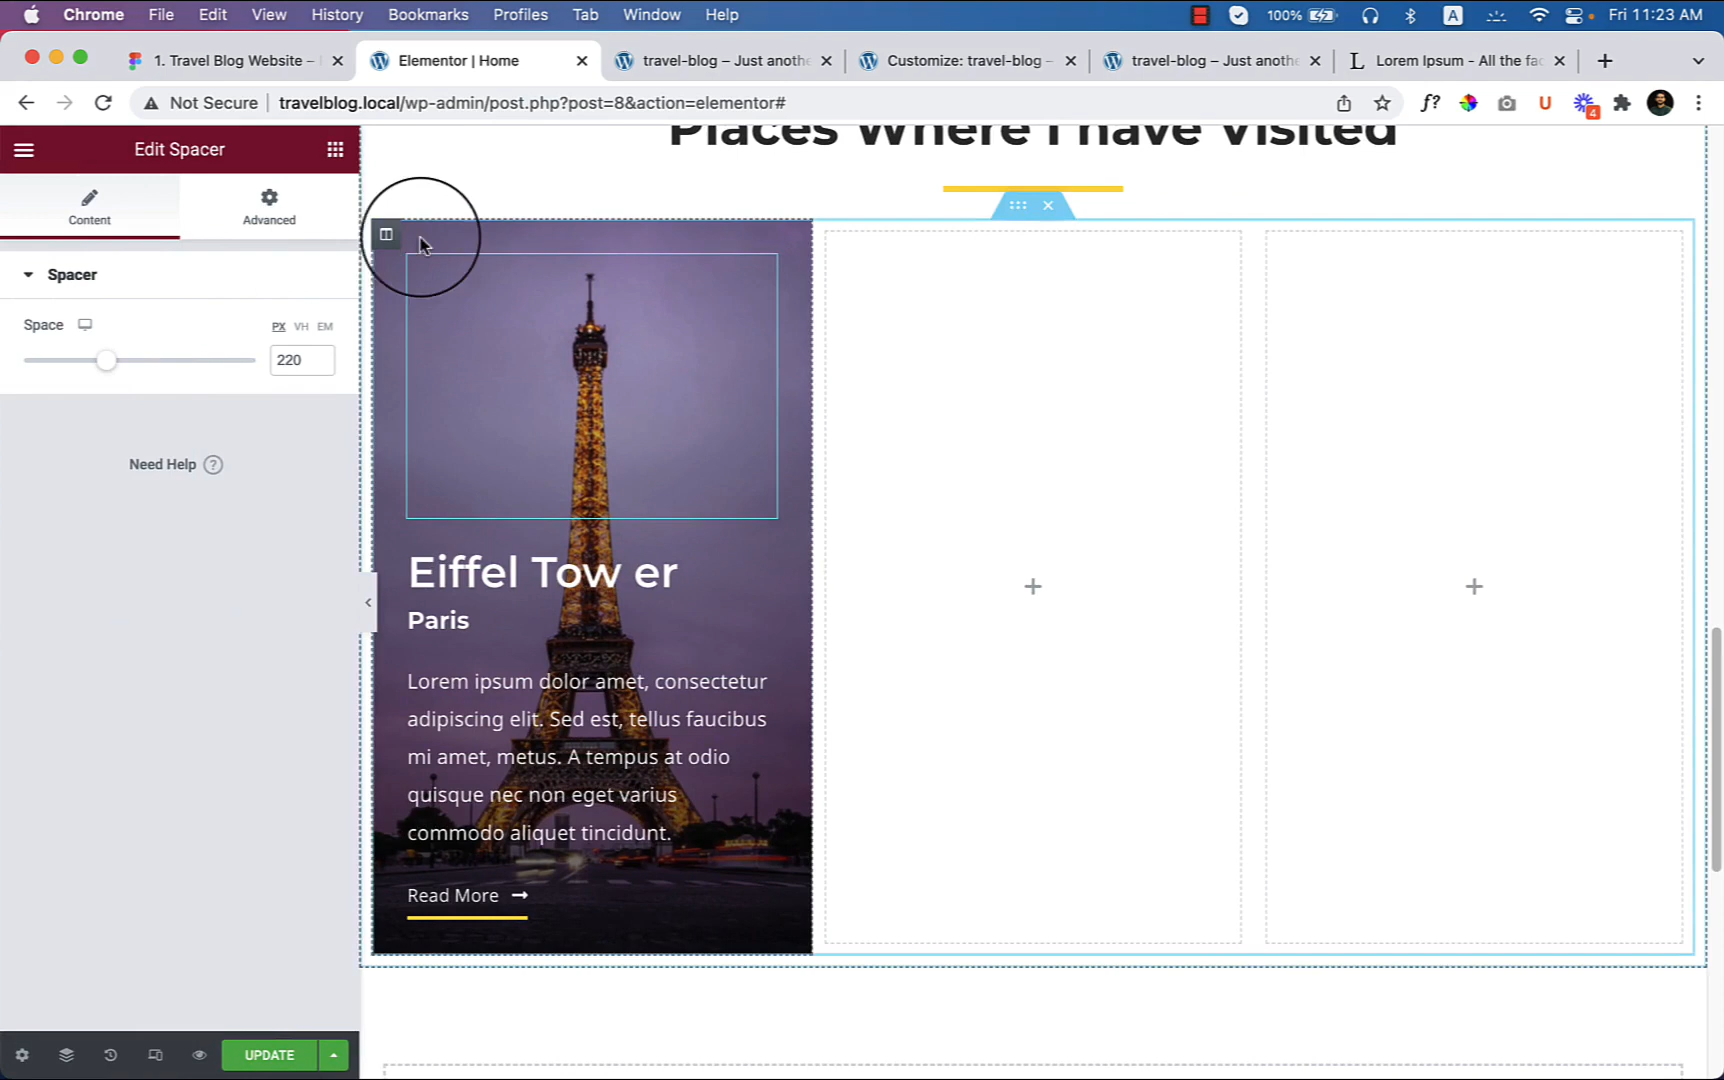 Chrome File Edit View History Bookmarks Profiles Tab Window Help 100% A Fri 11:23 AM
1. Travel Blog Website – Elementor | Home travel-blog – Just anoth Customize: travel-blog – travel-blog – Just anoth L Lorem Ipsum - All the fac
Not Secure travelblog.local/wp-admin/post.php?post=8&action=elementor# f? U 4
Edit Spacer
Content Advanced
Spacer
Space PX VH EM
220
Need Help ?
UPDATE
Places Where I have Visited
Eiffel Tow er
Paris
Lorem ipsum dolor amet, consectetur
adipiscing elit. Sed est, tellus faucibus
mi amet, metus. A tempus at odio
quisque nec non eget varius
commodo aliquet tincidunt.
Read More